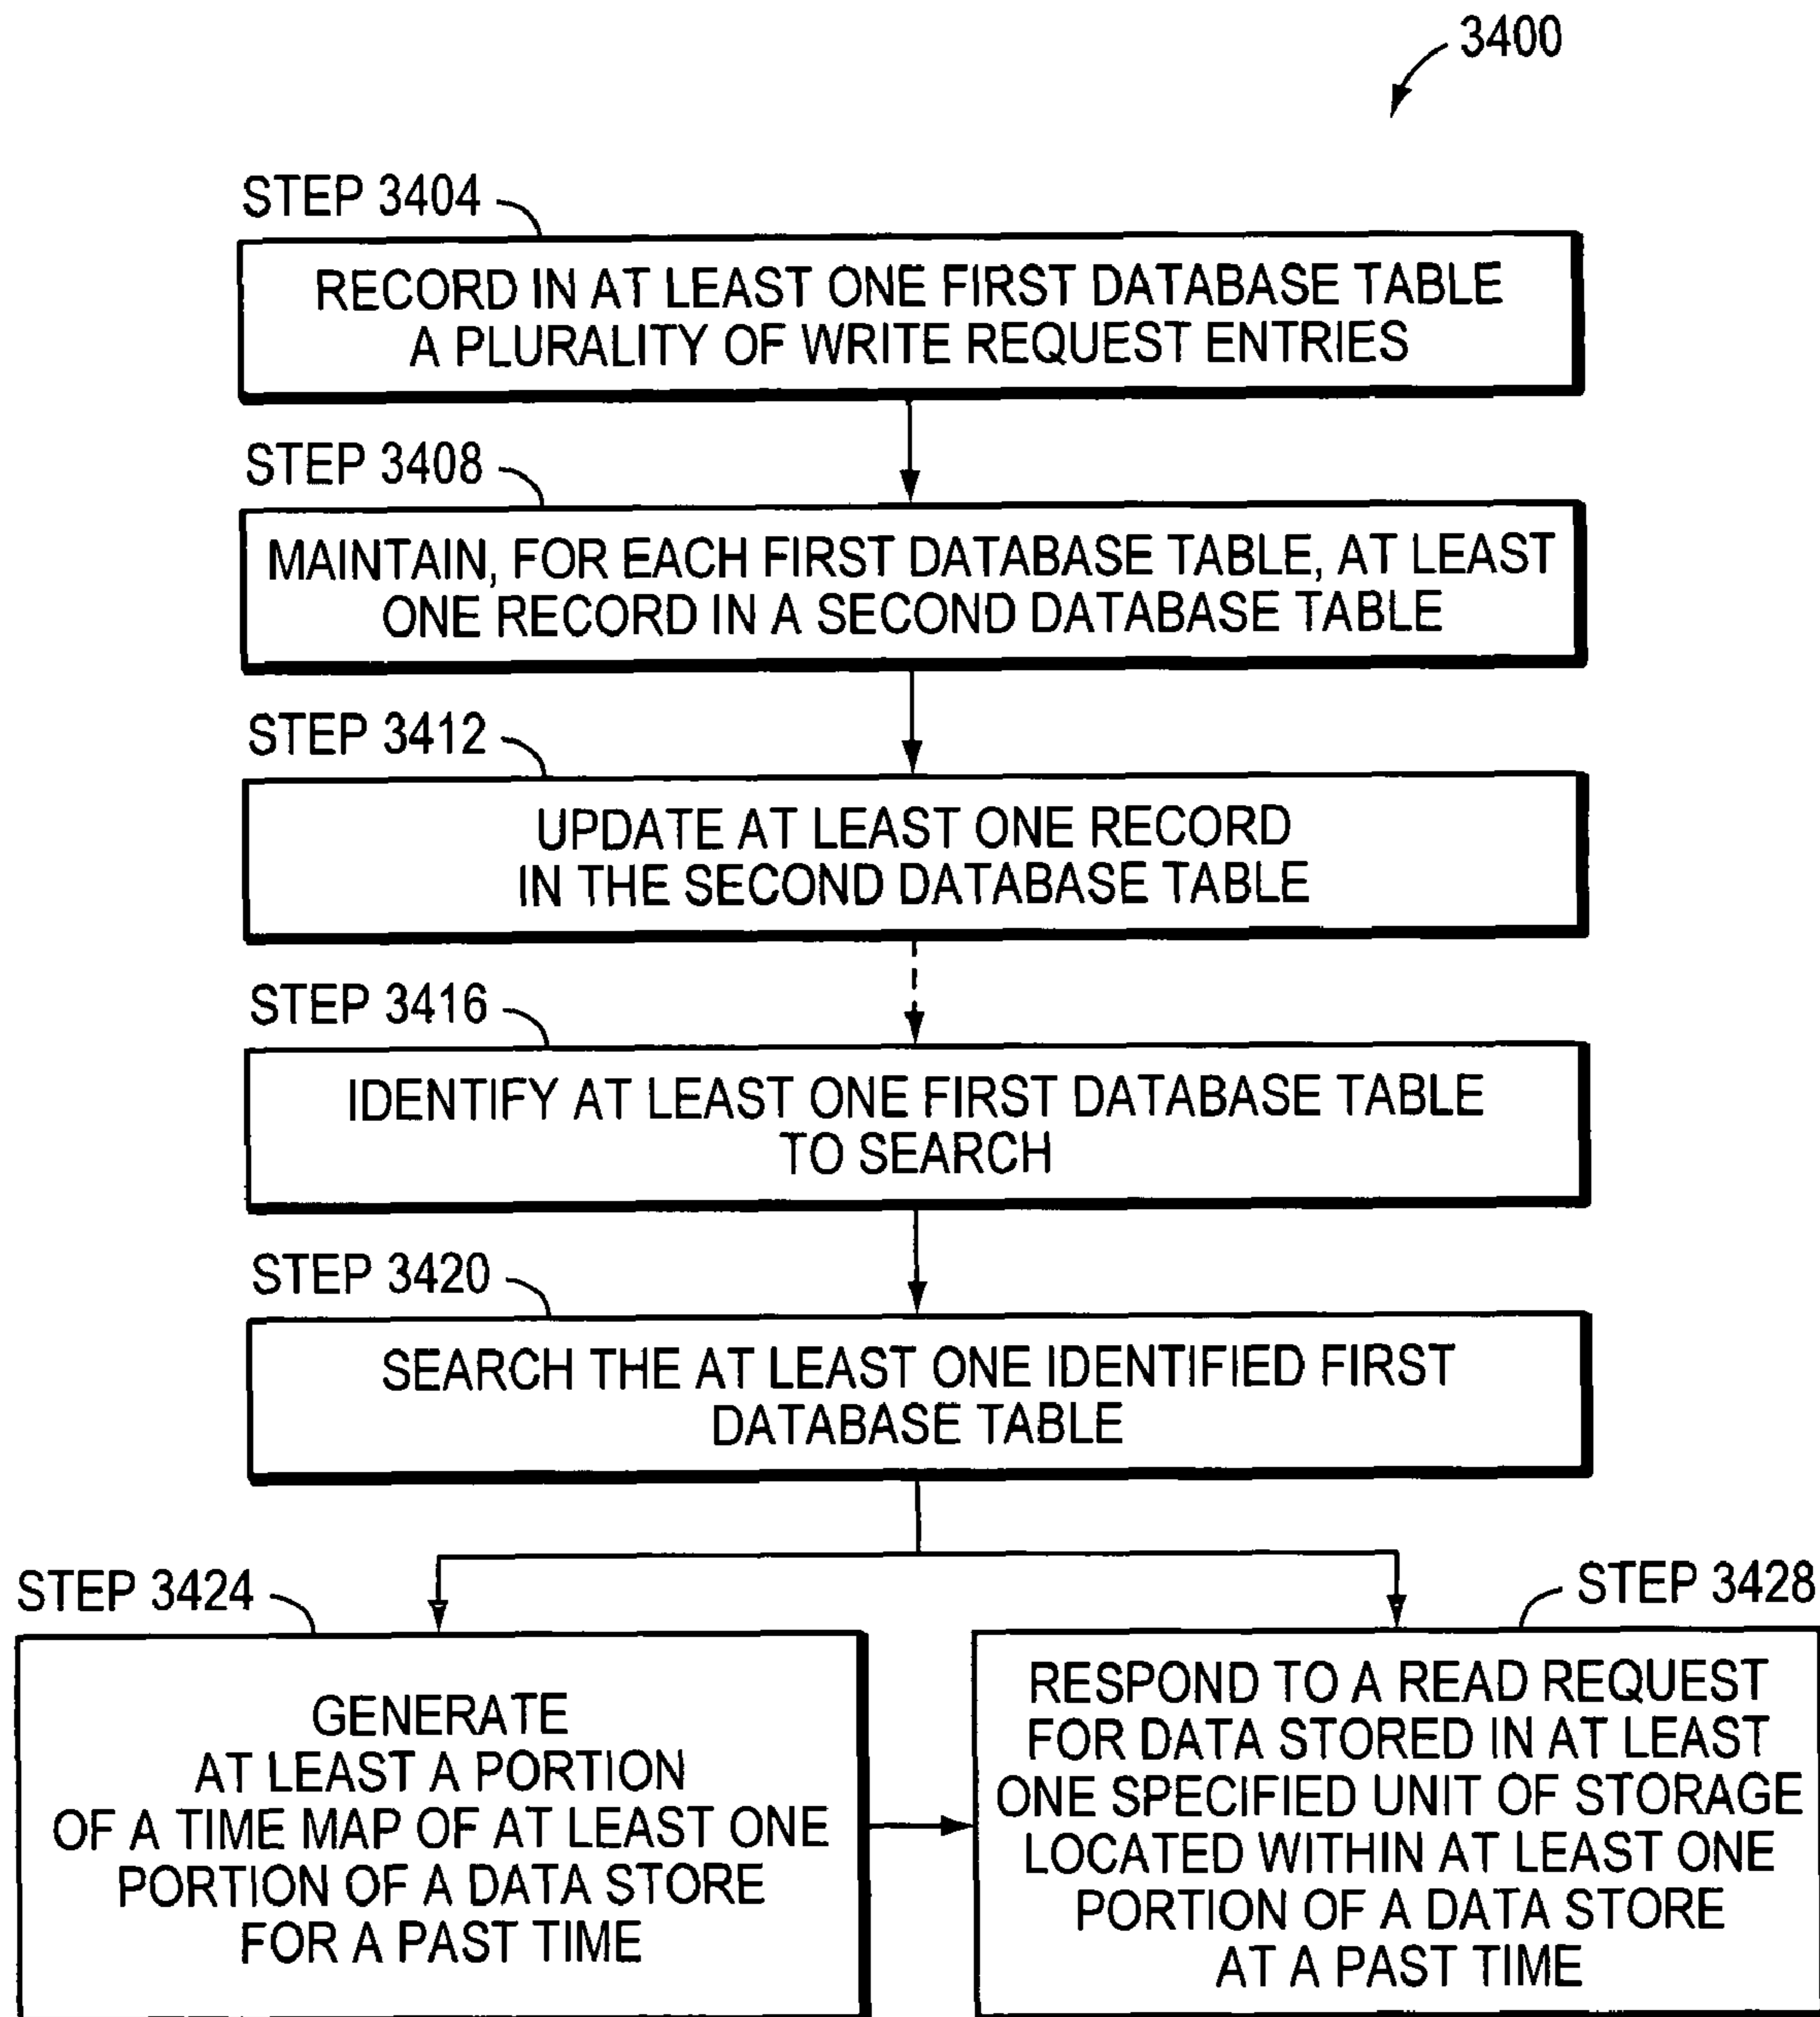 3400
STEP 3404
RECORD IN AT LEAST ONE FIRST DATABASE TABLE
A PLURALITY OF WRITE REQUEST ENTRIES
STEP 3408
MAINTAIN, FOR EACH FIRST DATABASE TABLE, AT LEAST
ONE RECORD IN A SECOND DATABASE TABLE
STEP 3412
UPDATE AT LEAST ONE RECORD
IN THE SECOND DATABASE TABLE
STEP 3416
IDENTIFY AT LEAST ONE FIRST DATABASE TABLE
TO SEARCH
STEP 3420
SEARCH THE AT LEAST ONE IDENTIFIED FIRST
DATABASE TABLE
STEP 3424
GENERATE
AT LEAST A PORTION
OF A TIME MAP OF AT LEAST ONE
PORTION OF A DATA STORE
FOR A PAST TIME
STEP 3428
RESPOND TO A READ REQUEST
FOR DATA STORED IN AT LEAST
ONE SPECIFIED UNIT OF STORAGE
LOCATED WITHIN AT LEAST ONE
PORTION OF A DATA STORE
AT A PAST TIME